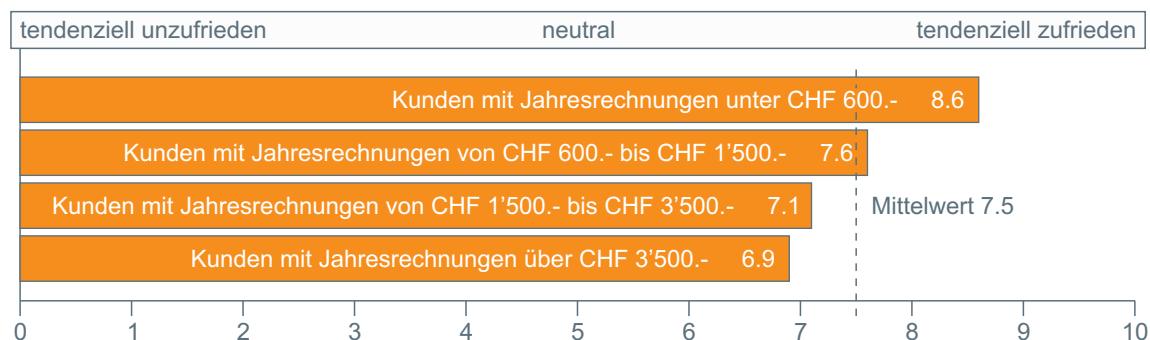 tendenziell unzufrieden neutral tendenziell zufrieden
Kunden mit Jahresrechnungen unter CHF 600.- 8.6
Kunden mit Jahresrechnungen von CHF 600.- bis CHF 1’500.- 7.6
Kunden mit Jahresrechnungen von CHF 1’500.- bis CHF 3’500.- 7.1
Mittelwert 7.5
Kunden mit Jahresrechnungen über CHF 3’500.- 6.9
0 1 2 3 4 5 6 7 8 9 10